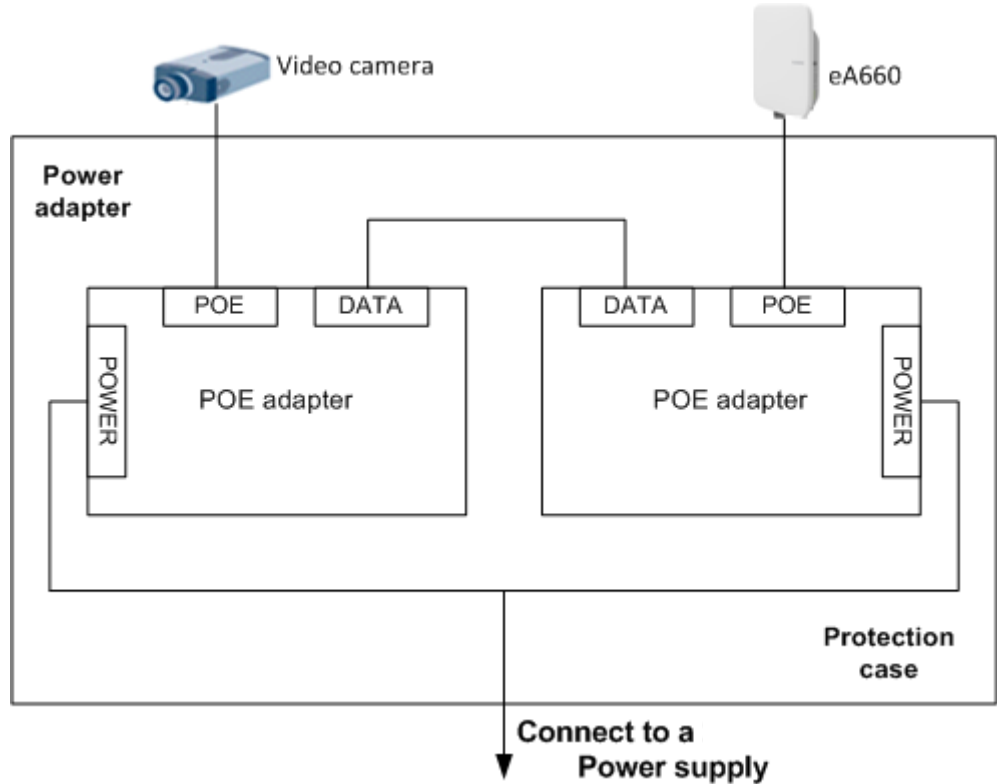 Video camera
eA660
Power
adapter
POE
DATA
DATA
POE
POWER
POE adapter
POE adapter
POWER
Protection
case
Connect to a
Power supply